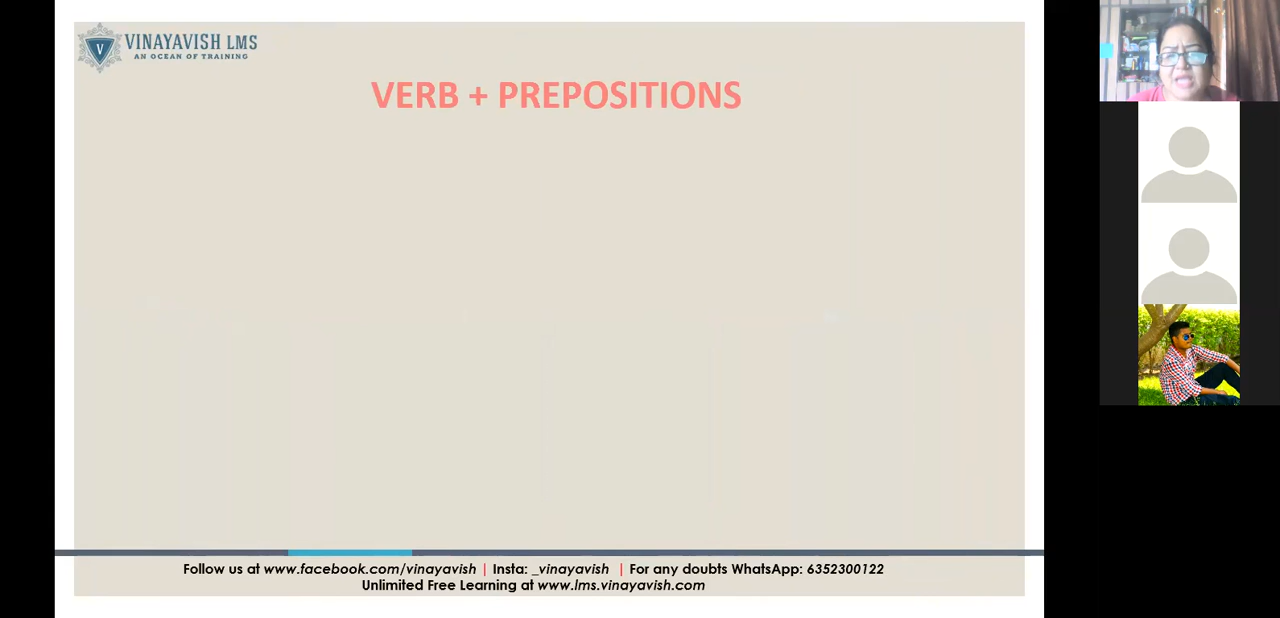 VINAYAVISH LMS
AN OCEAN OF TRAINING
VERB + PREPOSITIONS
Follow us at www.facebook.com/vinayavish | Insta: _vinayavish | For any doubts WhatsApp: 6352300122
Unlimited Free Learning at www.lms.vinayavish.com